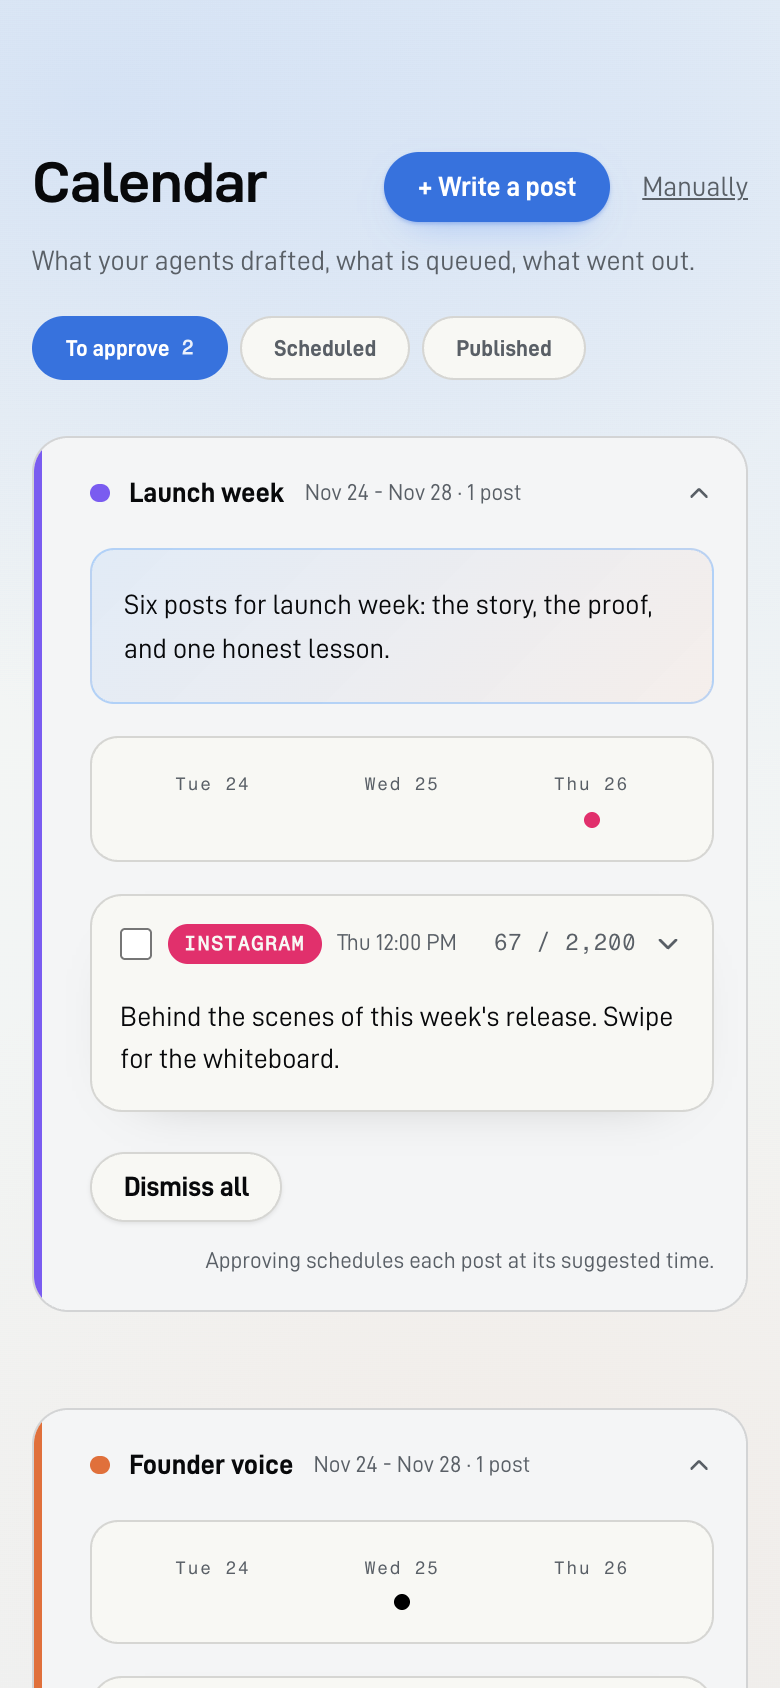 Calendar
+ Write a post
Manually
What your agents drafted, what is queued, what went out.
To approve 2
Scheduled
Published
Launch week Nov 24 - Nov 28 · 1 post
Six posts for launch week: the story, the proof,
and one honest lesson.
Tue 24 Wed 25 Thu 26
INSTAGRAM Thu 12:00 PM 67 / 2,200
Behind the scenes of this week's release. Swipe
for the whiteboard.
Dismiss all
Approving schedules each post at its suggested time.
Founder voice Nov 24 - Nov 28 · 1 post
Tue 24 Wed 25 Thu 26